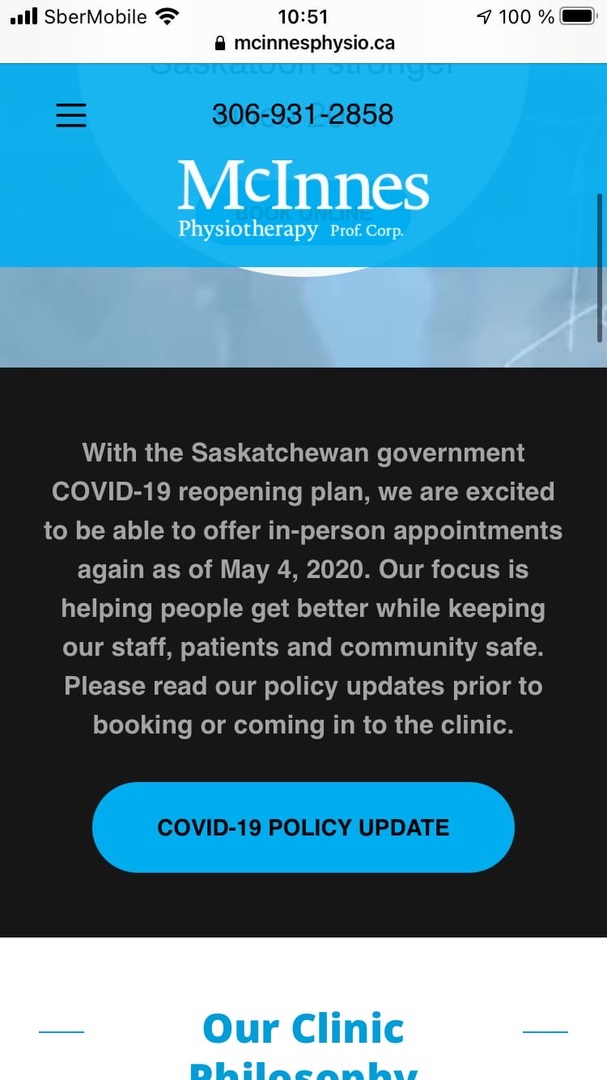 SberMobile 10:51 100 %
mcinnesphysio.ca
Saskatoon stronger
306-931-2858
McInnes
BOOK ONLINE
Physiotherapy Prof. Corp.
With the Saskatchewan government
COVID-19 reopening plan, we are excited
to be able to offer in-person appointments
again as of May 4, 2020. Our focus is
helping people get better while keeping
our staff, patients and community safe.
Please read our policy updates prior to
booking or coming in to the clinic.
COVID-19 POLICY UPDATE
Our Clinic
Philosophy